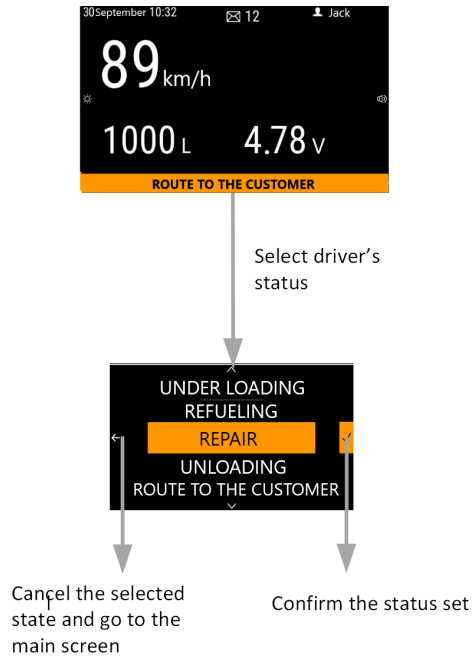 30September 10:32 12 Jack
89 km/h
1000 L 4.78 V
ROUTE TO THE CUSTOMER
Select driver's
status
UNDER LOADING
REFUELING
REPAIR
UNLOADING
ROUTE TO THE CUSTOMER
Cancel the selected
state and go to the
main screen
Confirm the status set